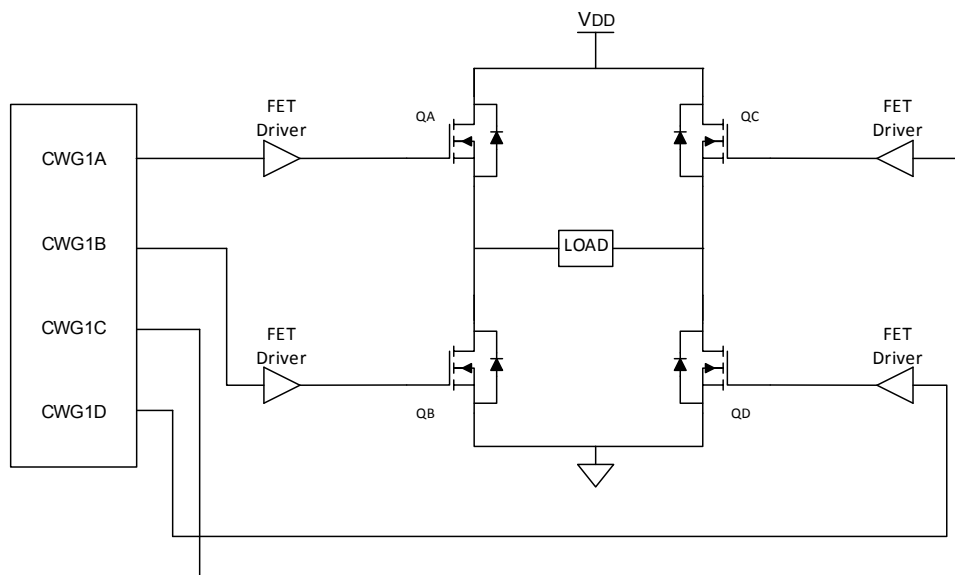 VDD
FET
Driver
QA
QC
FET
Driver
CWG1A
CWG1B
LOAD
CWG1C
FET
Driver
FET
Driver
CWG1D
QB
QD